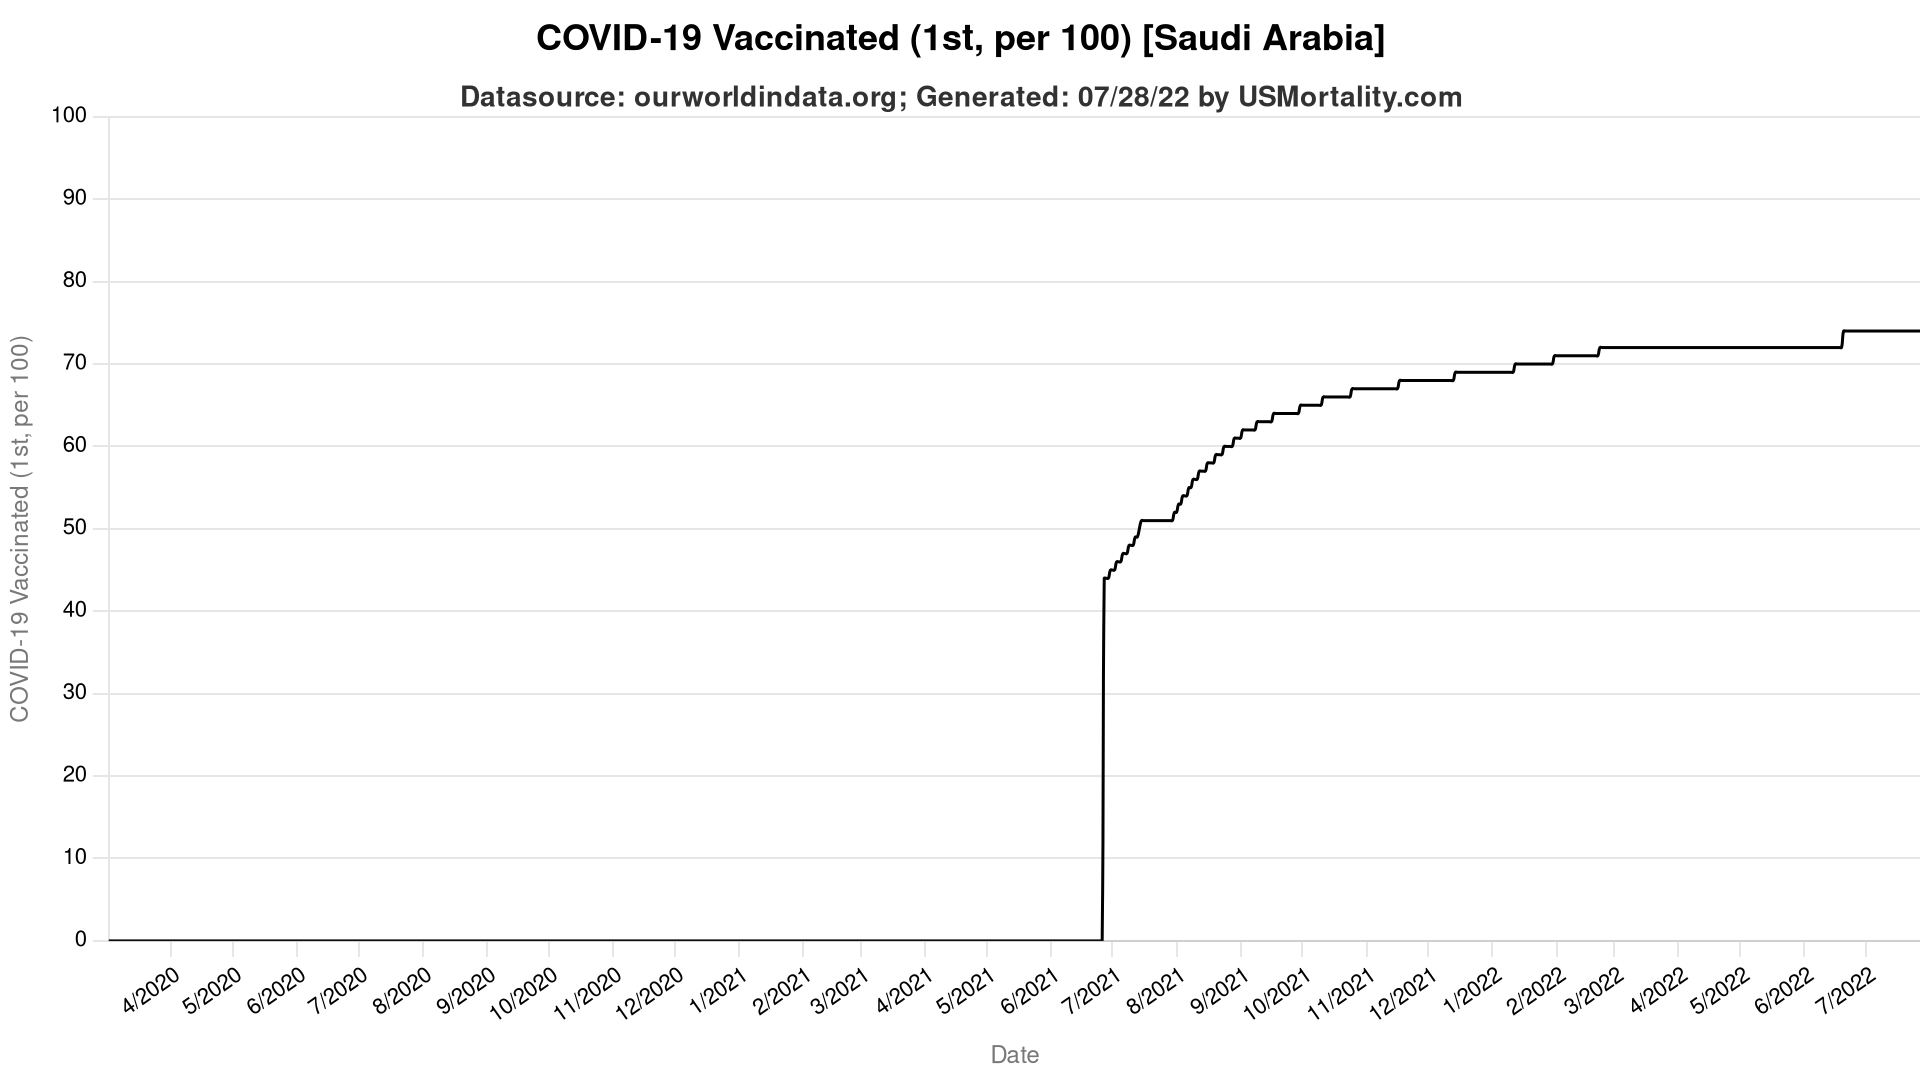 COVID-19 Vaccinated (1st, per 100) [Saudi Arabia]
Datasource: ourworldindata.org; Generated: 07/28/22 by USMortality.com
COVID-19 Vaccinated (1st, per 100)
100
90
80
70
60
50
40
30
20
10
0
4/2020 5/2020 6/2020 7/2020 8/2020 9/2020 10/2020 11/2020 12/2020 1/2021 2/2021 3/2021 4/2021 5/2021 6/2021 7/2021 8/2021 9/2021 10/2021 11/2021 12/2021 1/2022 2/2022 3/2022 4/2022 5/2022 6/2022 7/2022
Date